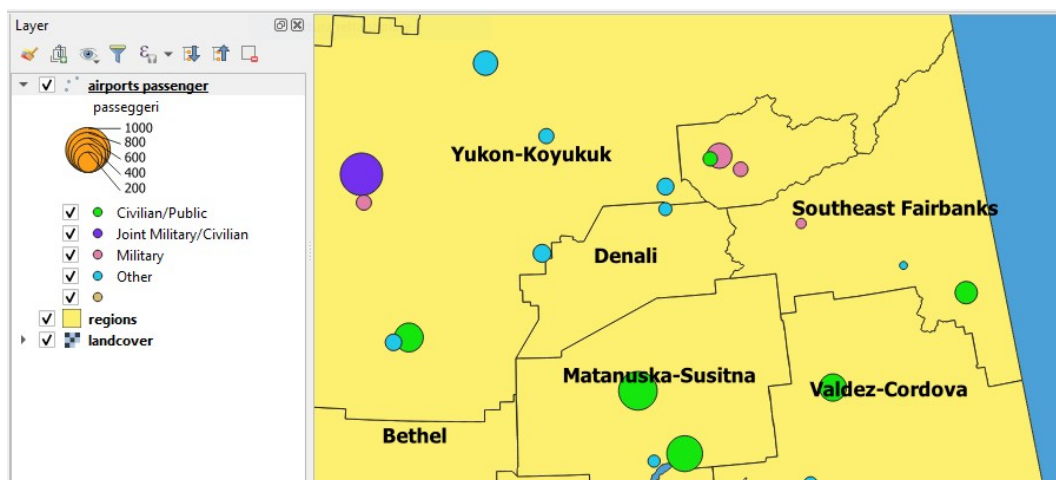 Layer
airports passenger
passeggeri
1000
800
600
400
200
Civilian/Public
Joint Military/Civilian
Military
Other
regions
landcover
Yukon-Koyukuk
Southeast Fairbanks
Denali
Matanuska-Susitna
Valdez-Cordova
Bethel